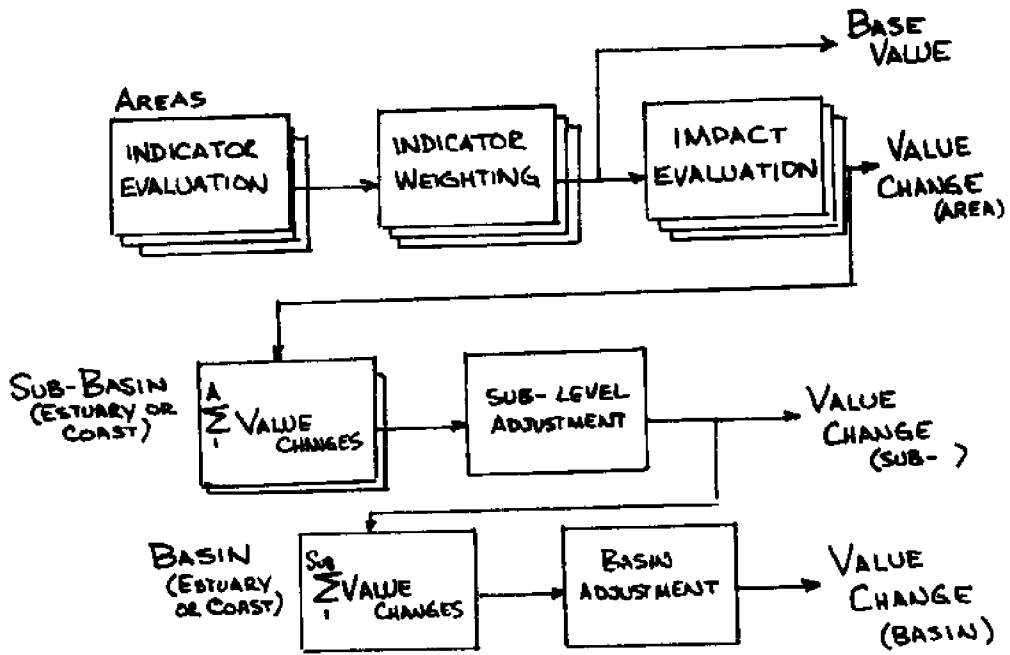 BASE
VALUE
AREAS
INDICATOR
EVALUATION
INDICATOR
WEIGHTING
IMPACT
EVALUATION
VALUE
CHANGE
(AREA)
SUB-BASIN
(ESTUARY OR
COAST)
A
∑ VALUE
1 CHANGES
SUB-LEVEL
ADJUSTMENT
VALUE
CHANGE
(SUB- )
BASIN
(ESTUARY
OR COAST)
SUB
∑ VALUE
1 CHANGES
BASIN
ADJUSTMENT
VALUE
CHANGE
(BASIN)